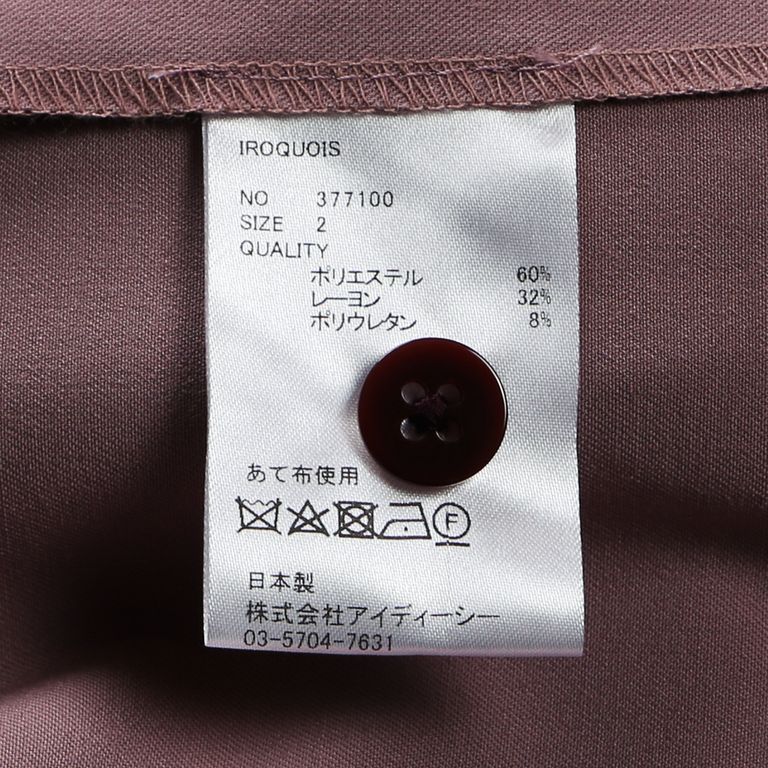 IROQUOIS
NO 377100
SIZE 2
QUALITY
ポリエステル 60%
レーヨン 32%
ポリウレタン 8%
あて布使用
F
日本製
株式会社アイディーシー
03-5704-7631